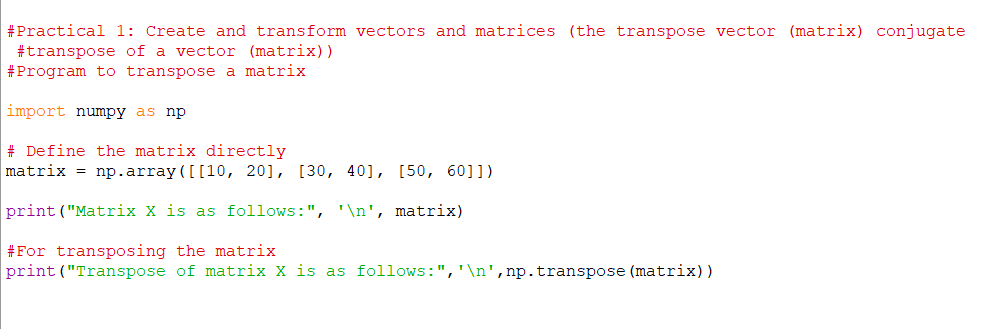 #Practical 1: Create and transform vectors and matrices (the transpose vector (matrix) conjugate
#transpose of a vector (matrix))
#Program to transpose a matrix
import numpy as np
# Define the matrix directly
matrix = np.array([[10, 20], [30, 40], [50, 60]])
print("Matrix X is as follows:", '\n', matrix)
#For transposing the matrix
print("Transpose of matrix X is as follows:",'\n',np.transpose(matrix))